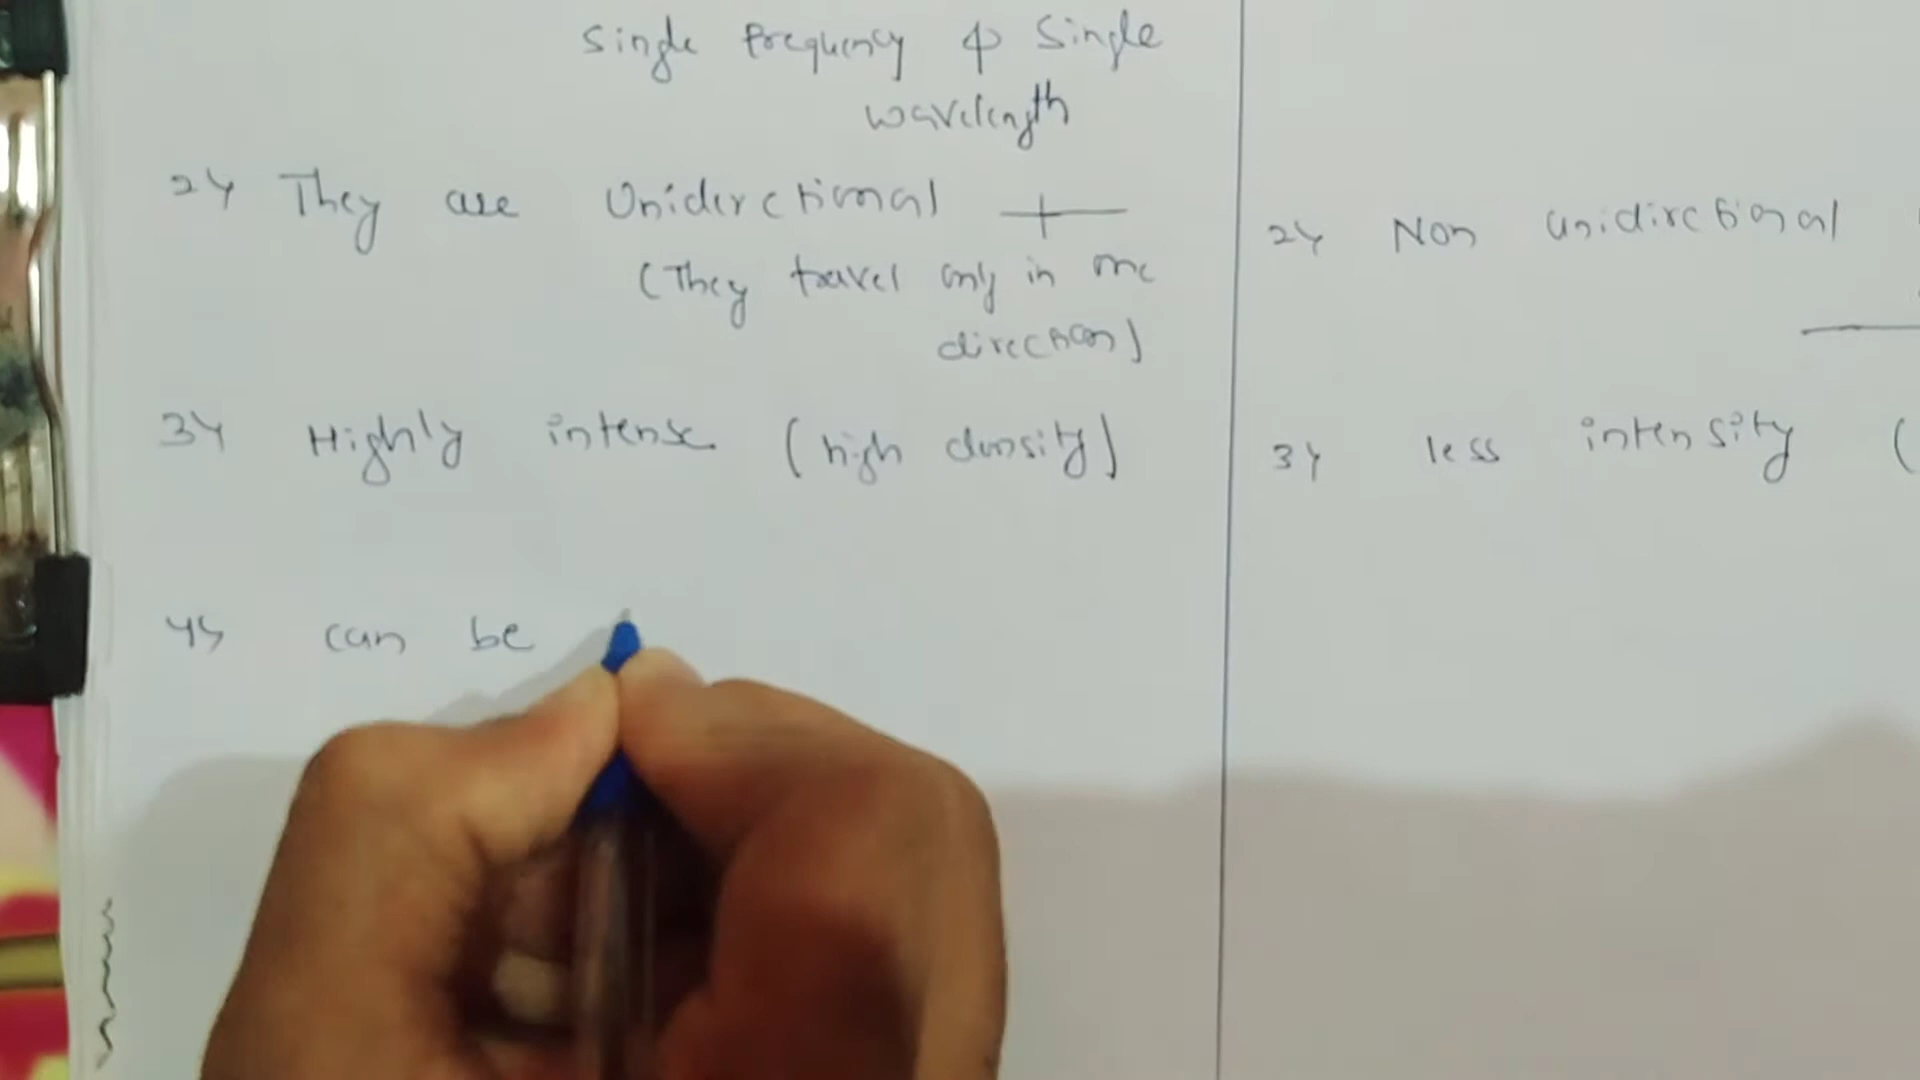 Single frequency & Single
wavelength
2) They are Unidirectional
(They travel only in one
direction)
3) Highly intense (high density)
4) can be
2) Non unidirectional
3) less intensity (